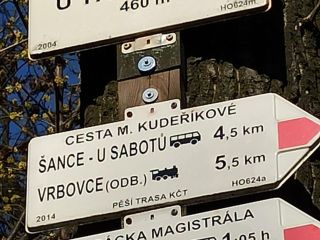 460 m
2004 HO624m
CESTA M. KUDEŘÍKOVÉ
ŠANCE - U SABOTŮ 4,5 km
VRBOVCE (ODB.) 5,5 km
HO624a
2014 PĚŠÍ TRASA KČT
MAGISTRÁLA
05 h